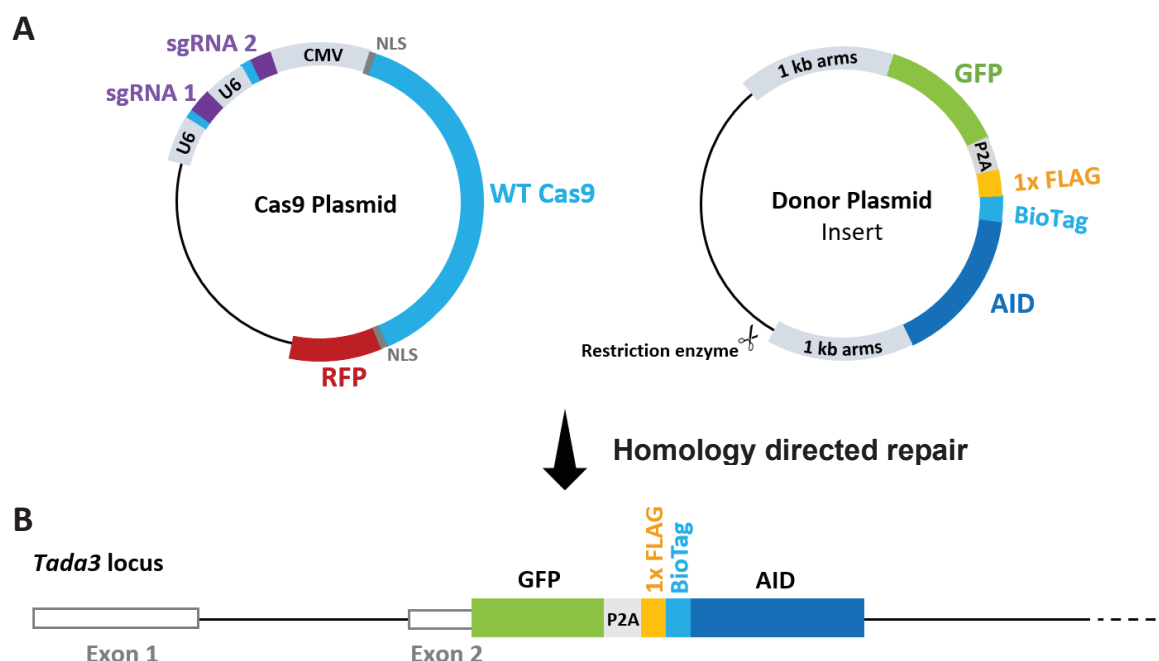 A
sgRNA 2
CMV
NLS
sgRNA 1
U6
U6
WT Cas9
Cas9 Plasmid
NLS
RFP
1 kb arms
GFP
P2A
1x FLAG
BioTag
Donor Plasmid
Insert
AID
1 kb arms
Restriction enzyme
Homology directed repair
B
Tada3 locus
GFP
P2A
1x FLAG
BioTag
AID
Exon 1
Exon 2